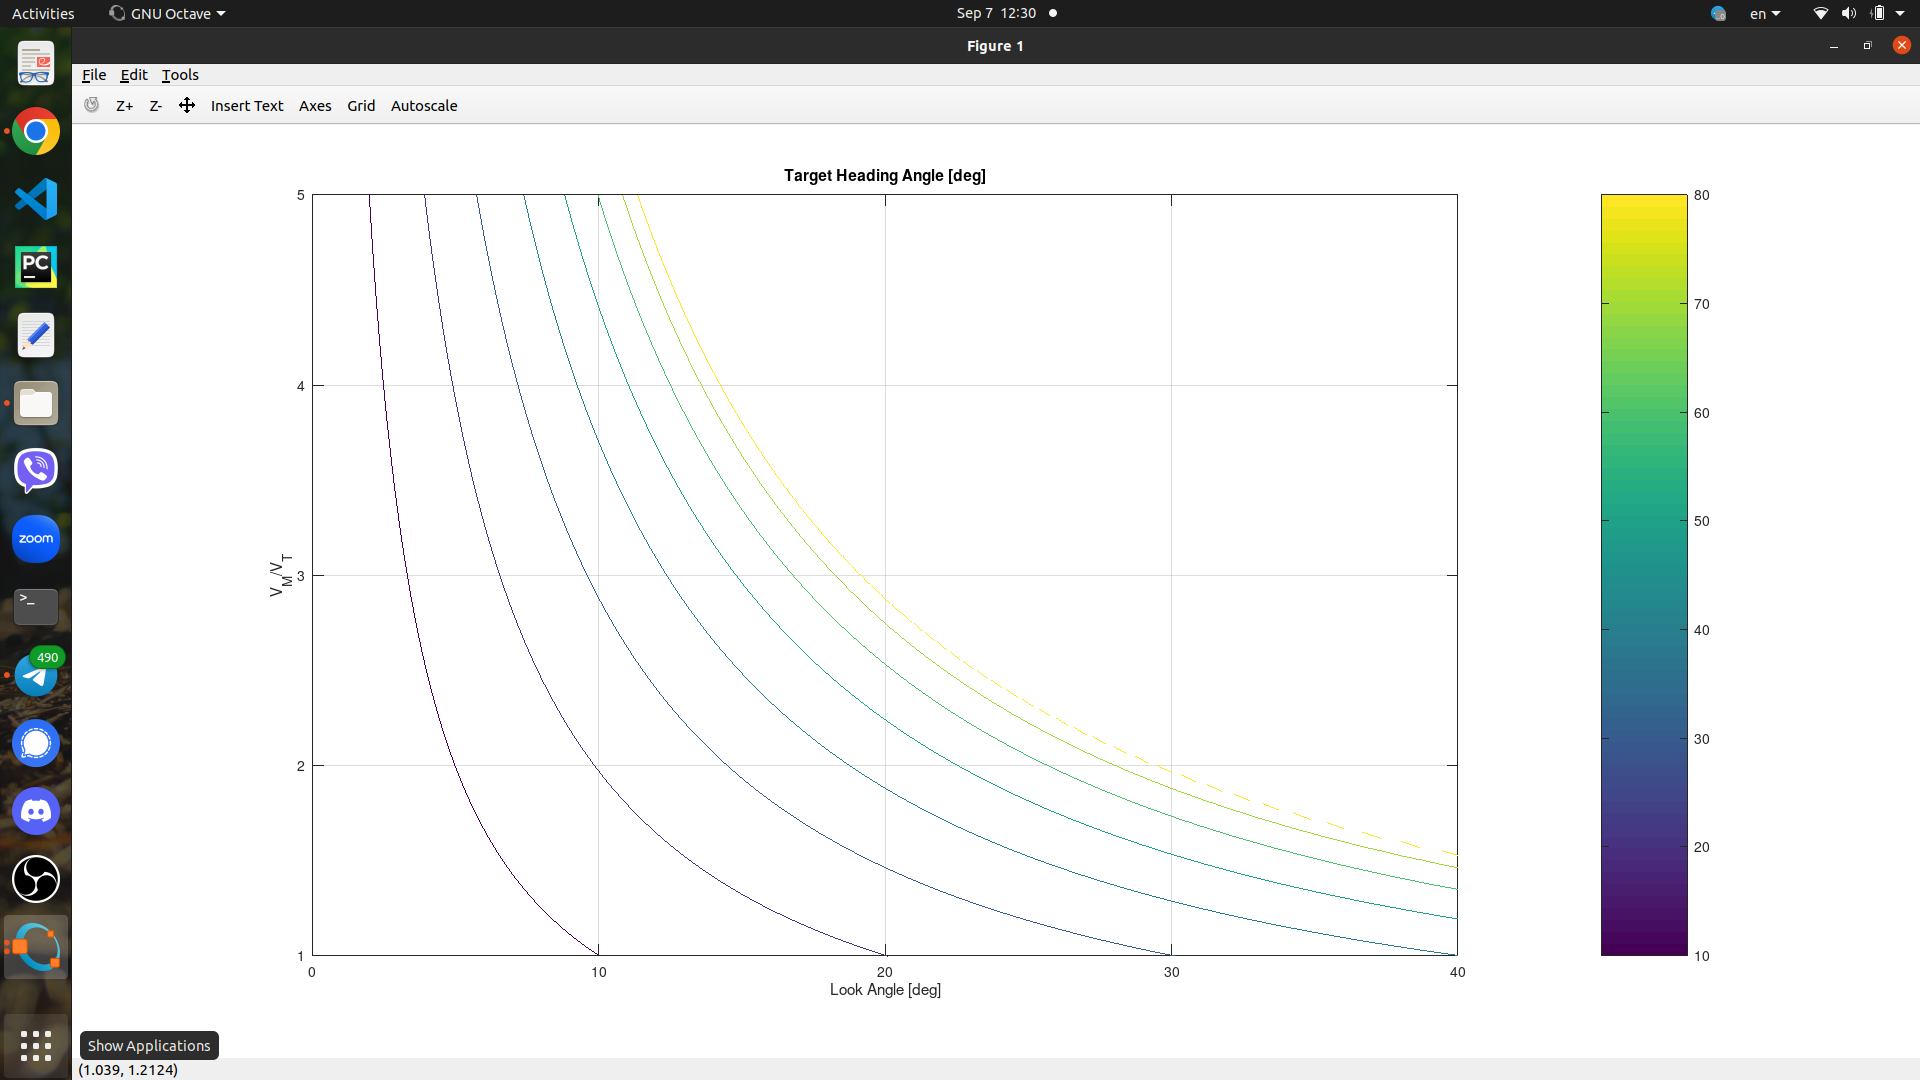 Activities
GNU Octave
Sep 7 12:30
en
Figure 1
File Edit Tools
Z+ Z- Insert Text Axes Grid Autoscale
Target Heading Angle [deg]
5
4
3
2
1
V_M/V_T
0 10 20 30 40
Look Angle [deg]
80
70
60
50
40
30
20
10
PC
zoom
>_
490
Show Applications
(1.039, 1.2124)